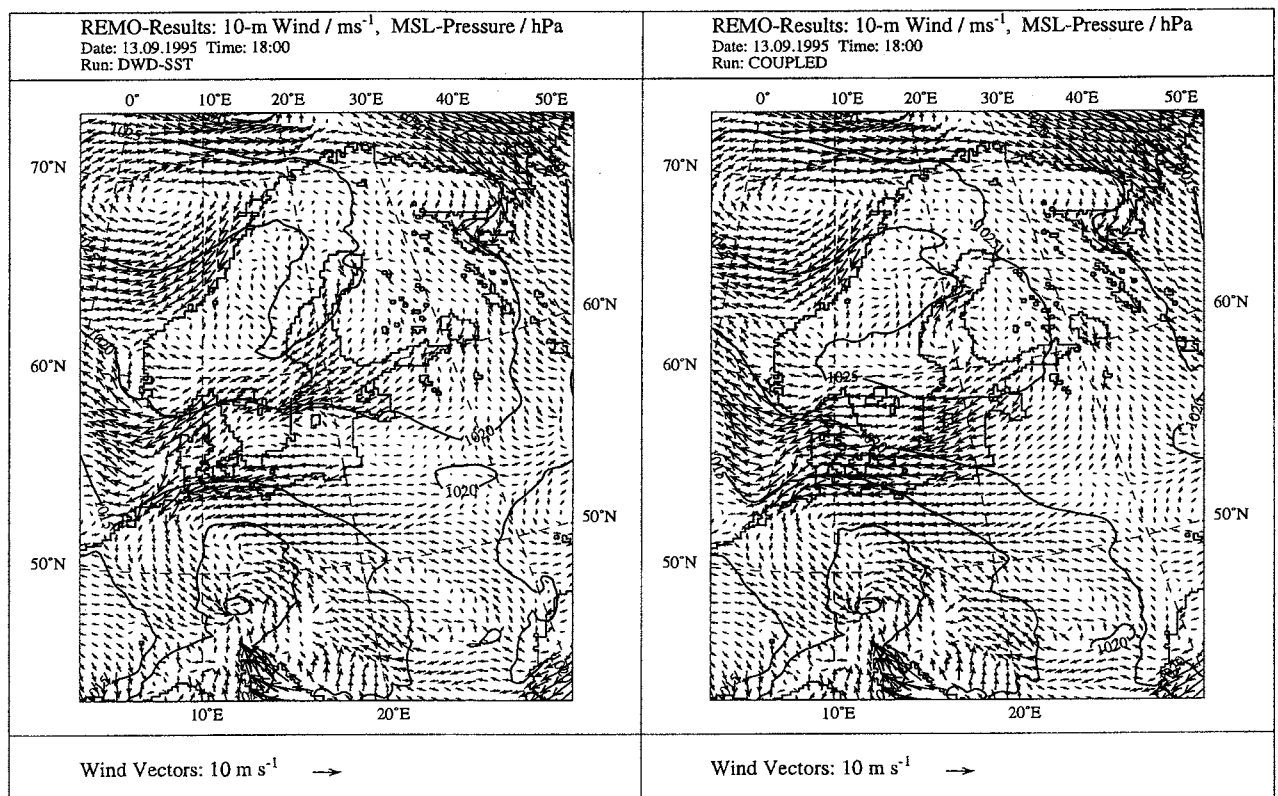 REMO-Results: 10-m Wind / ms⁻¹, MSL-Pressure / hPa
Date: 13.09.1995 Time: 18:00
Run: DWD-SST
0° 10°E 20°E 30°E 40°E 50°E
1025
70°N
60°N
1020
60°N
1020
1020
50°N
50°N
10°E 20°E
Wind Vectors: 10 m s⁻¹
REMO-Results: 10-m Wind / ms⁻¹, MSL-Pressure / hPa
Date: 13.09.1995 Time: 18:00
Run: COUPLED
0° 10°E 20°E 30°E 40°E 50°E
70°N
1025
60°N
60°N
1025
1020
50°N
50°N
1020
10°E 20°E
Wind Vectors: 10 m s⁻¹